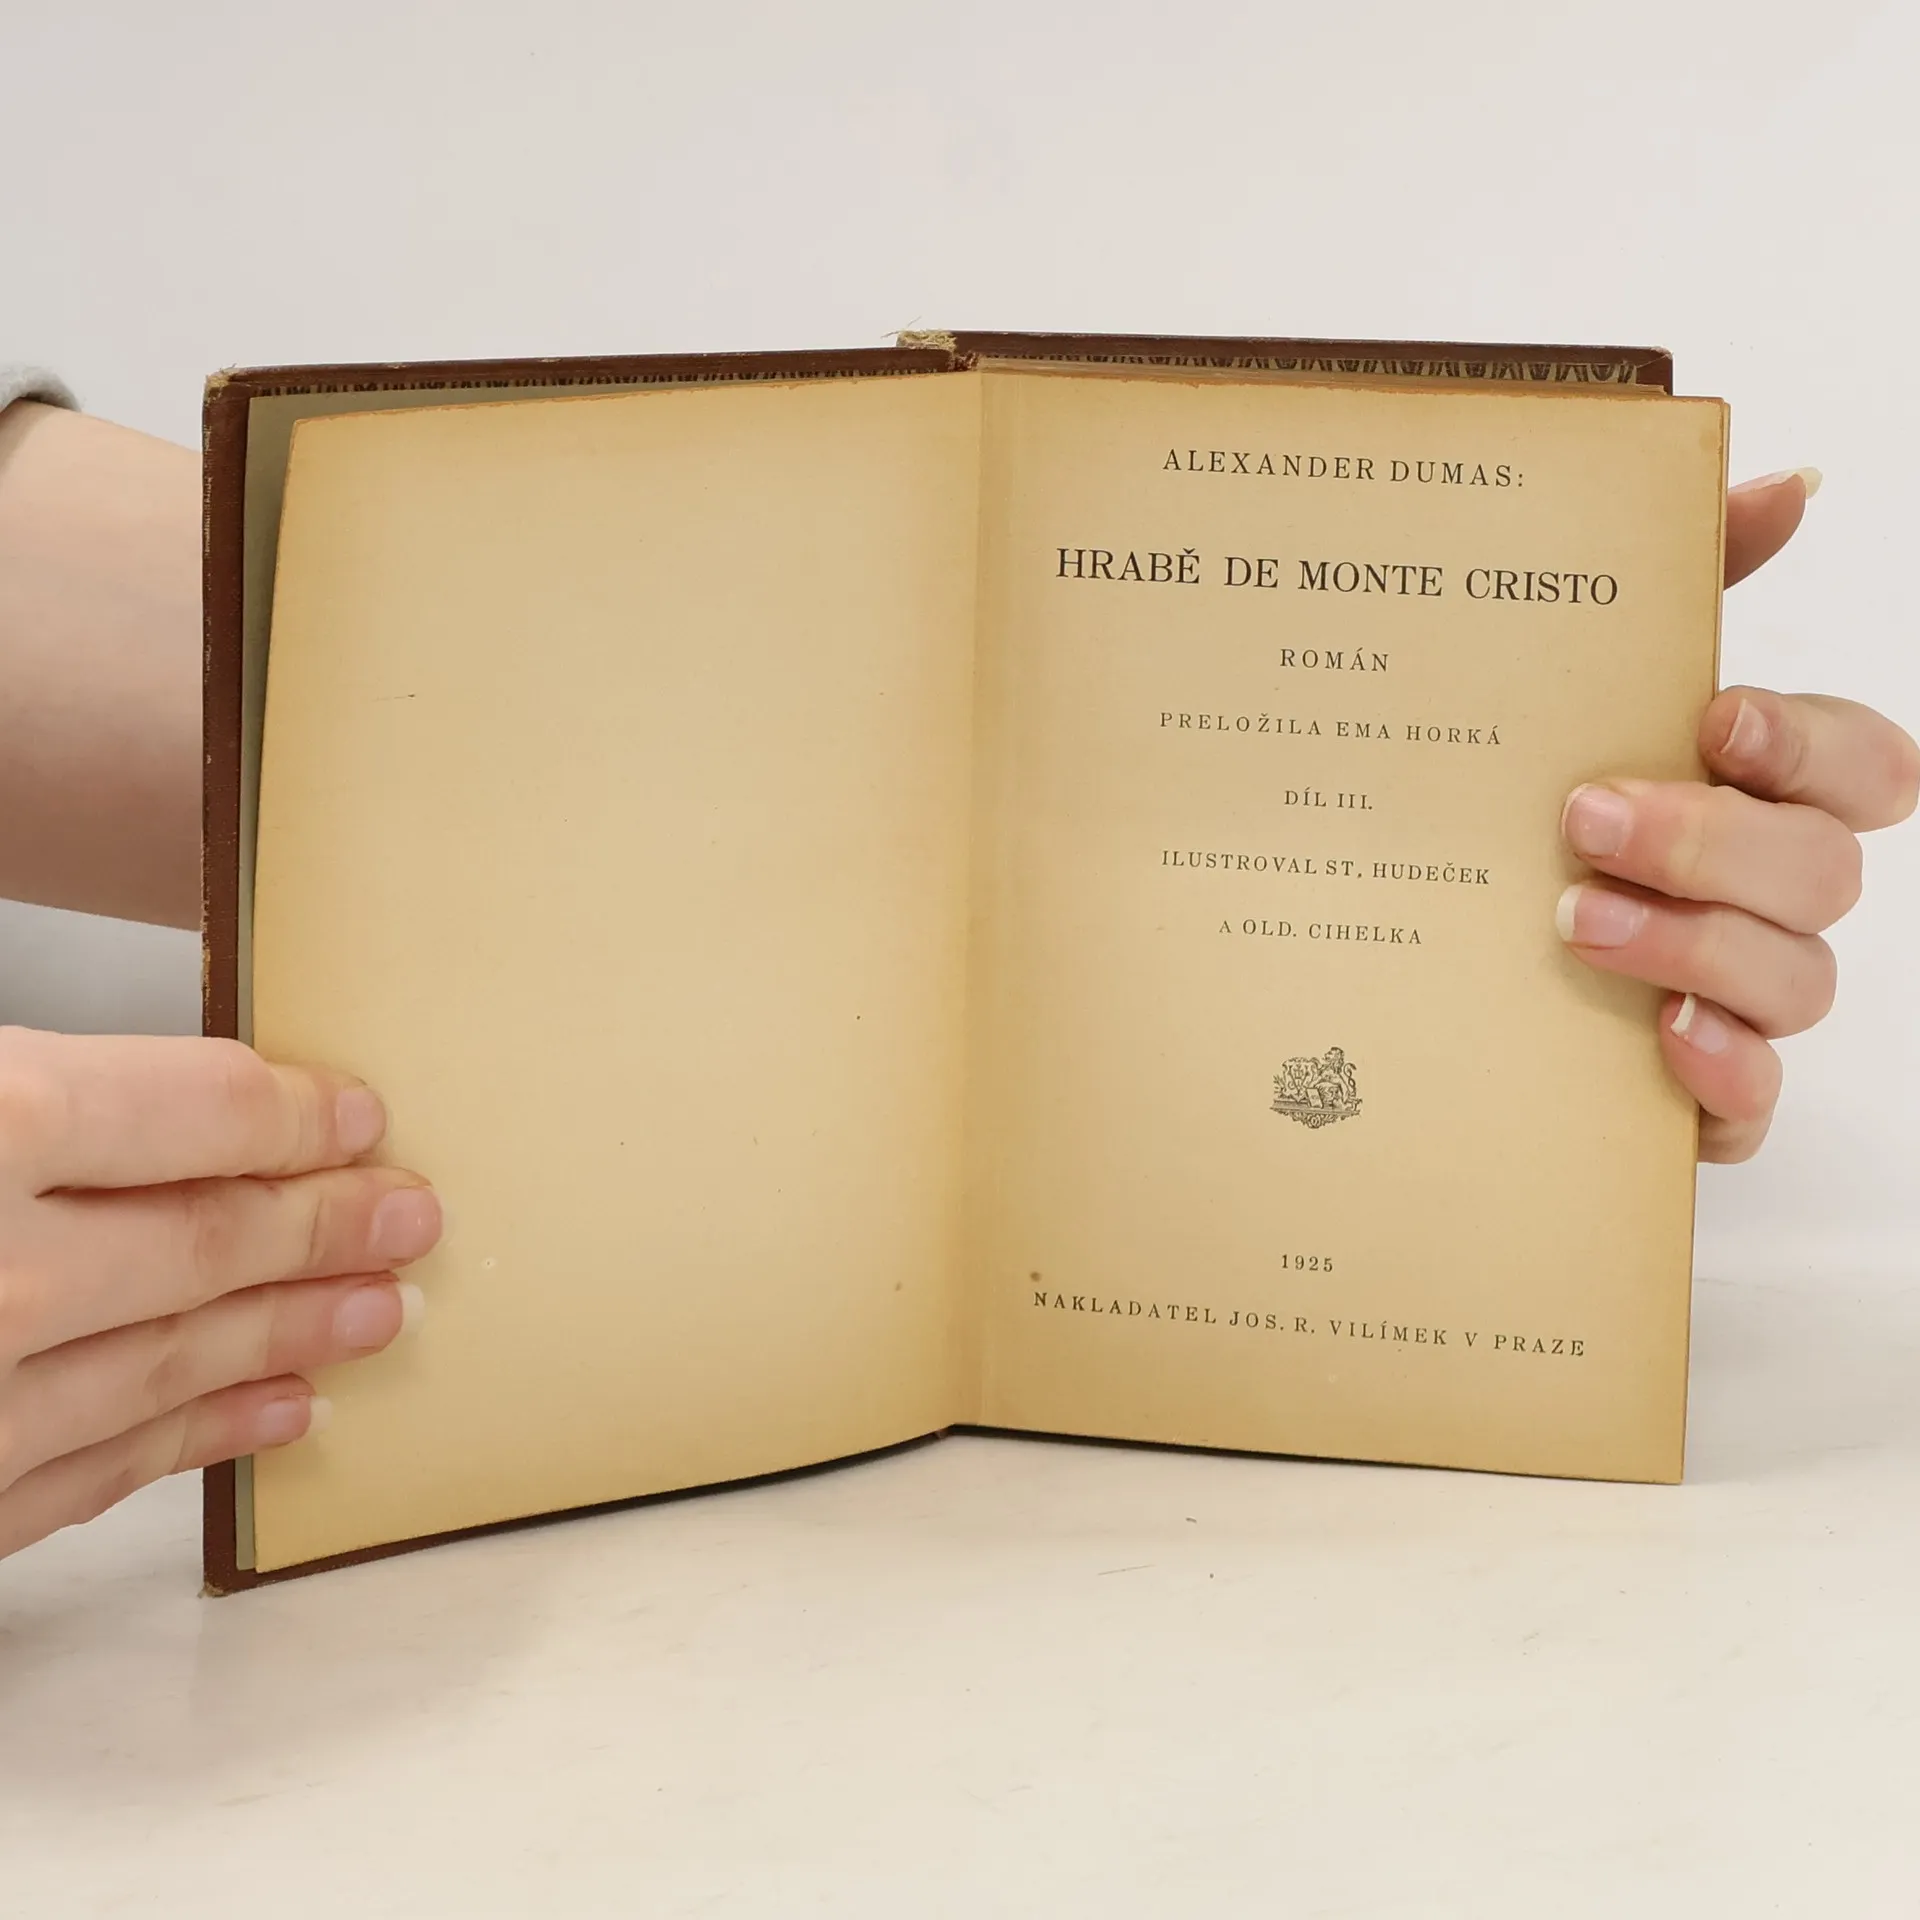 ALEXANDER DUMAS:
HRABĚ DE MONTE CRISTO
ROMÁN
PRELOŽILA EMA HORKÁ
DÍL III.
ILUSTROVAL ST. HUDEČEK
A OLD. CIHELKA
1925
NAKLADATEL JOS. R. VILÍMEK V PRAZE